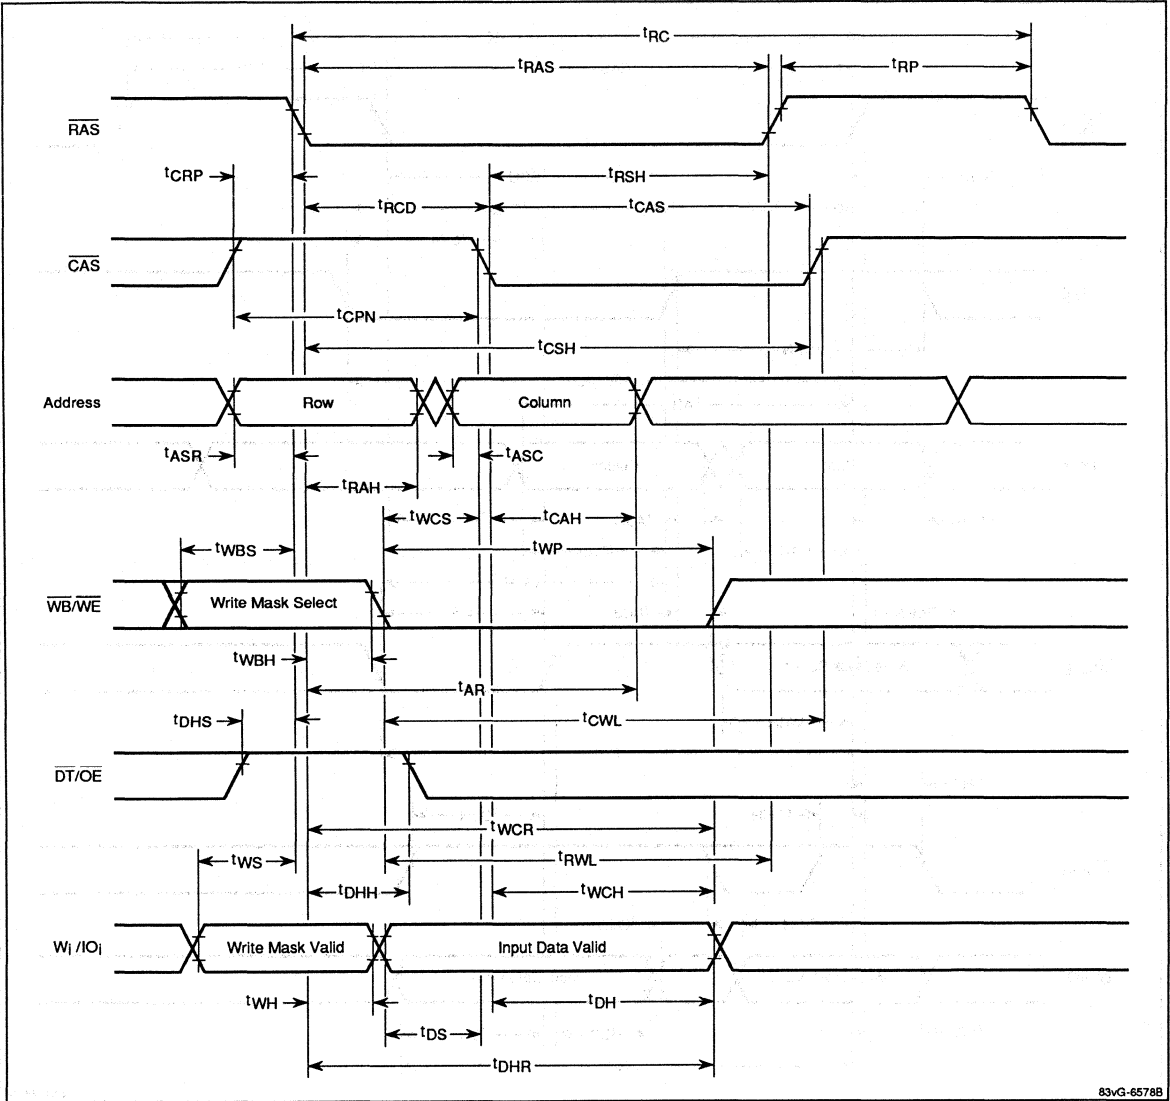 tRC
tRAS
tRP
RAS
tCRP
tRSH
tRCD
tCAS
CAS
tCPN
tCSH
Address
Row
Column
tASR
tASC
tRAH
tWCS
tCAH
tWBS
tWP
WB/WE
Write Mask Select
tWBH
tAR
tDHS
tCWL
DT/OE
tWCR
tWS
tRWL
tDHH
tWCH
Wi /IOi
Write Mask Valid
Input Data Valid
tWH
tDH
tDS
tDHR
83vG-6578B